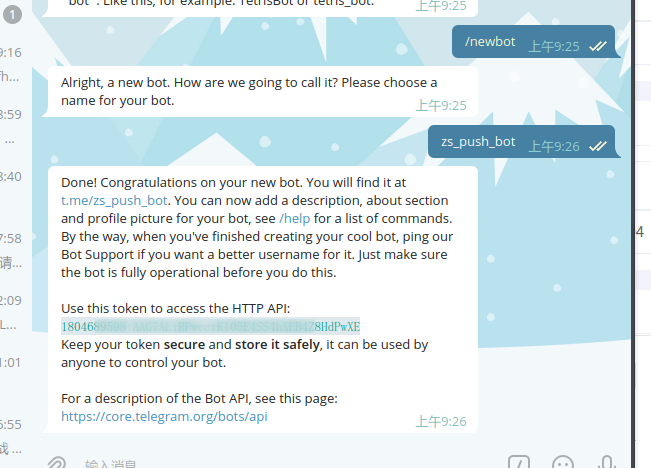 bot". Like this, for example: TetrisBot or tetris_bot.
上午9:25
1
/newbot
上午9:25
9:16
Alright, a new bot. How are we going to call it? Please choose a
name for your bot.
上午9:25
8:59
...
zs_push_bot
上午9:26
8:40
Done! Congratulations on your new bot. You will find it at
t.me/zs_push_bot. You can now add a description, about section
and profile picture for your bot, see /help for a list of commands.
By the way, when you've finished creating your cool bot, ping our
Bot Support if you want a better username for it. Just make sure
the bot is fully operational before you do this.
7:58
请...
4
Use this token to access the HTTP API:
2:09
L...
Keep your token secure and store it safely, it can be used by
anyone to control your bot.
1:01
For a description of the Bot API, see this page:
https://core.telegram.org/bots/api
上午9:26
6:55
战...
输入消息